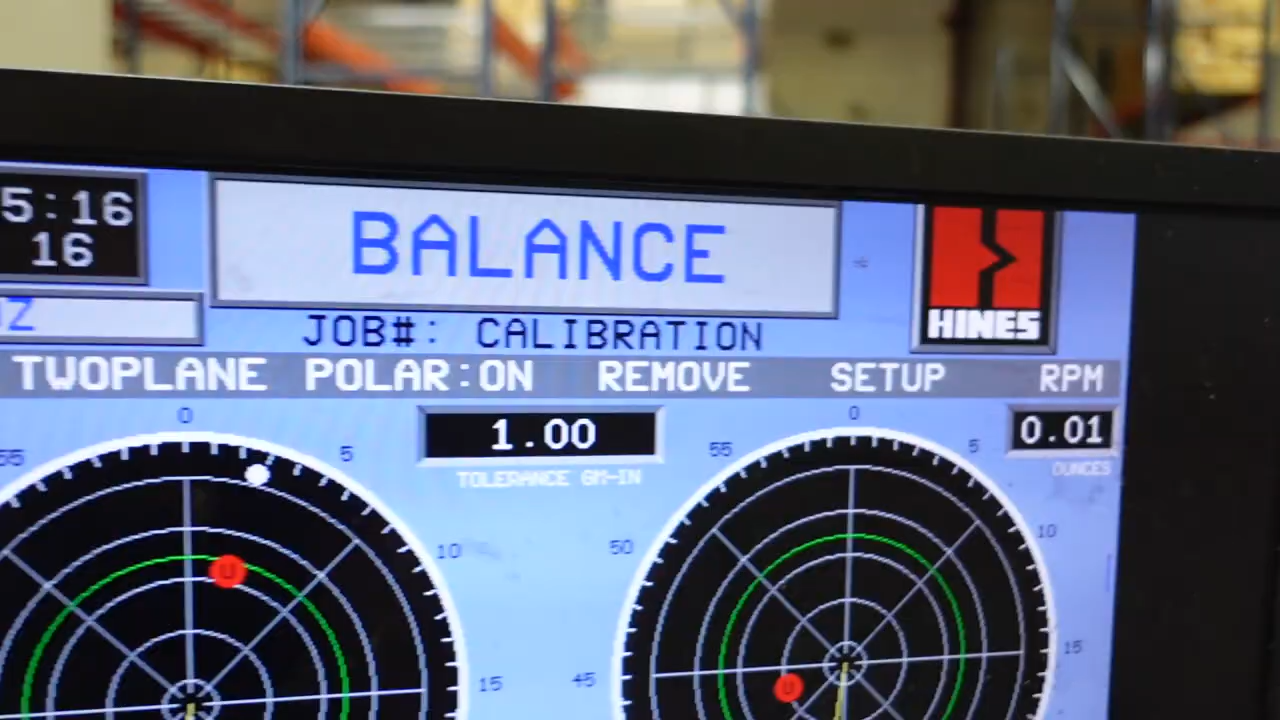 5:16
16
BALANCE
HINES
OZ
JOB#: CALIBRATION
TWOPLANE POLAR:ON REMOVE SETUP RPM
0
55
5
1.00
TOLERANCE GM-IN
0
55
5
0.01
OUNCES
10
50
10
U
15
45
15
U